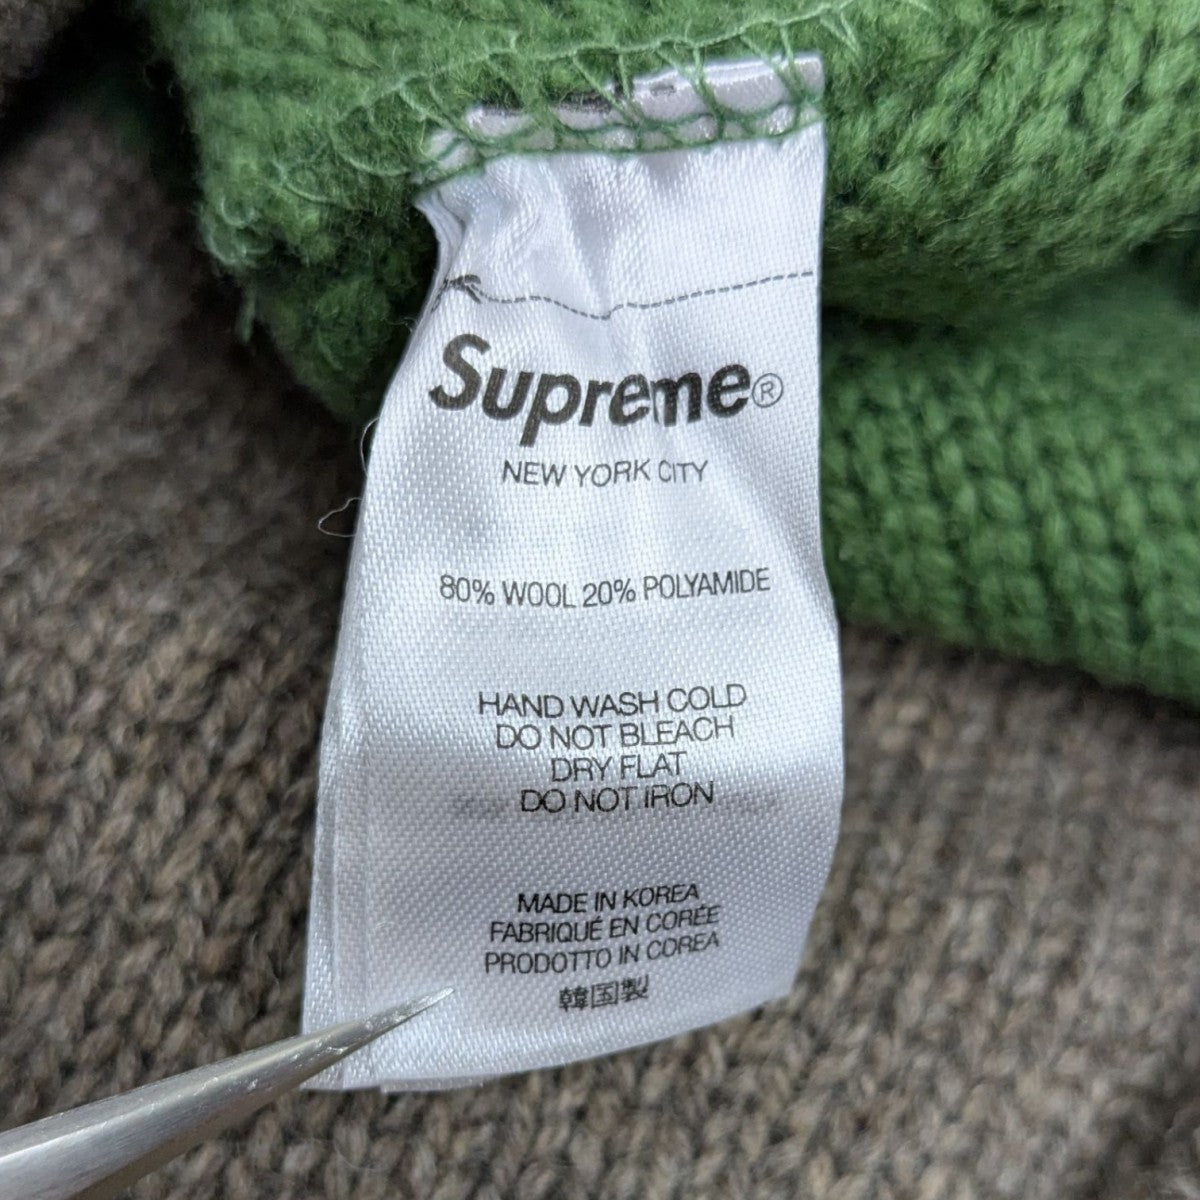 Supreme®
NEW YORK CITY
80% WOOL 20% POLYAMIDE
HAND WASH COLD
DO NOT BLEACH
DRY FLAT
DO NOT IRON
MADE IN KOREA
FABRIQUÉ EN CORÉE
PRODOTTO IN COREA
韓国製